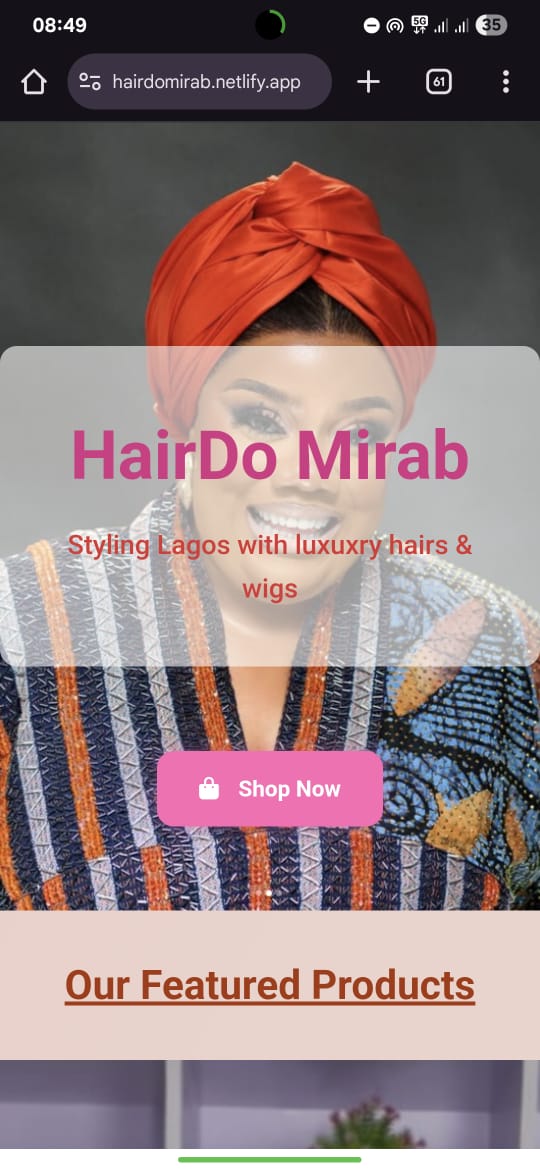 08:49
5G
35
hairdomirab.netlify.app
61
HairDo Mirab
Styling Lagos with luxuxry hairs &
wigs
Shop Now
Our Featured Products